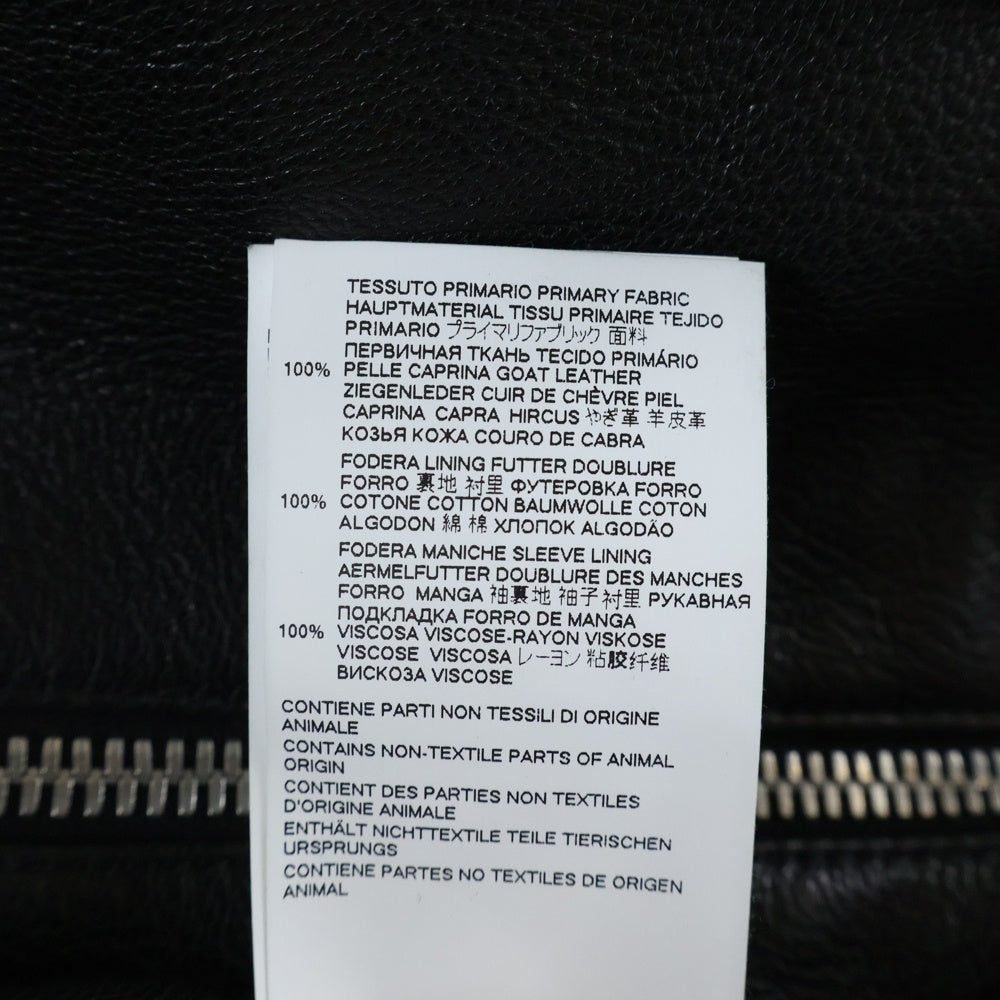 TESSUTO PRIMARIO PRIMARY FABRIC
HAUPTMATERIAL TISSU PRIMAIRE TEJIDO
PRIMARIO プライマリファブリック 面料
ПЕРВИЧНАЯ ТКАНЬ TECIDO PRIMÁRIO
100% PELLE CAPRINA GOAT LEATHER
ZIEGENLEDER CUIR DE CHÈVRE PIEL
CAPRINA CAPRA HIRCUS やぎ革 羊皮革
КОЗЬЯ КОЖА COURO DE CABRA
FODERA LINING FUTTER DOUBLURE
FORRO 裏地 衬里 ФУТЕРОВКА FORRO
100% COTONE COTTON BAUMWOLLE COTON
ALGODON 綿 棉 ХЛОПОК ALGODÃO
FODERA MANICHE SLEEVE LINING
AERMELFUTTER DOUBLURE DES MANCHES
FORRO MANGA 袖裏地 袖子衬里 РУКАВНАЯ
ПОДКЛАДКА FORRO DE MANGA
100% VISCOSA VISCOSE-RAYON VISKOSE
VISCOSE VISCOSA レーヨン 粘胶纤维
ВИСКОЗА VISCOSE
CONTIENE PARTI NON TESSiLI DI ORIGINE
ANIMALE
CONTAINS NON-TEXTILE PARTS OF ANIMAL
ORIGIN
CONTIENT DES PARTIES NON TEXTILES
D'ORIGINE ANIMALE
ENTHÄLT NICHTTEXTILE TEILE TIERISCHEN
URSPRUNGS
CONTIENE PARTES NO TEXTILES DE ORIGEN
ANIMAL